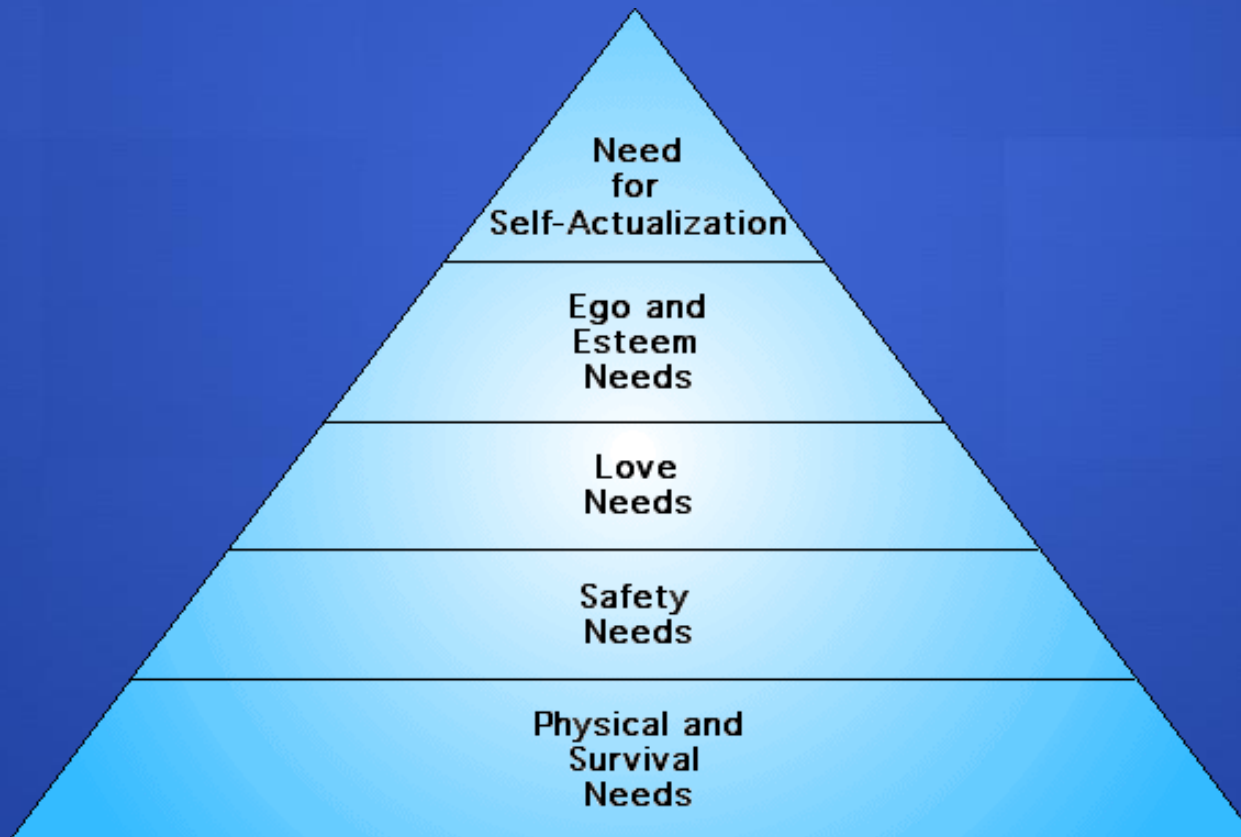 Need
for
Self-Actualization
Ego and
Esteem
Needs
Love
Needs
Safety
Needs
Physical and
Survival
Needs